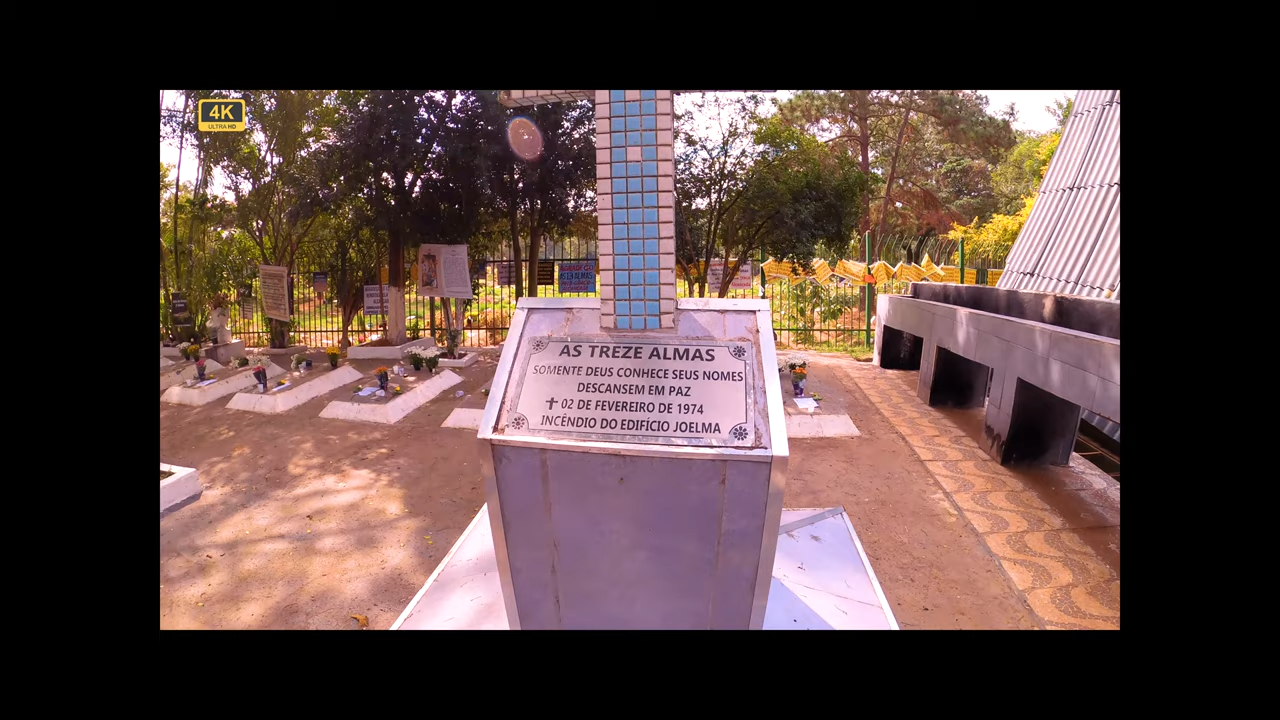 4K
ULTRA HD
AS TREZE ALMAS
SOMENTE DEUS CONHECE SEUS NOMES
DESCANSEM EM PAZ
02 DE FEVEREIRO DE 1974
INCÊNDIO DO EDIFÍCIO JOELMA